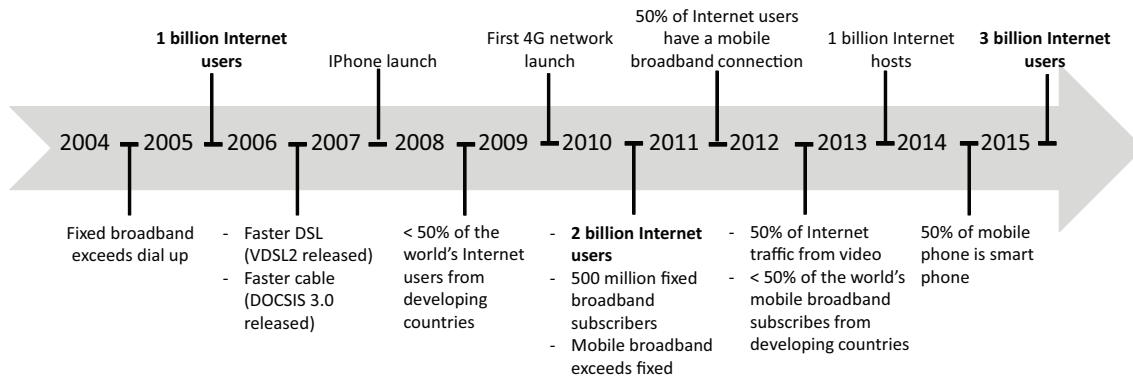 1 billion Internet
users
IPhone launch
First 4G network
launch
50% of Internet users
have a mobile
broadband connection
1 billion Internet
hosts
3 billion Internet
users
2004 2005 2006 2007 2008 2009 2010 2011 2012 2013 2014 2015
Fixed broadband
exceeds dial up
- Faster DSL
(VDSL2 released)
- Faster cable
(DOCSIS 3.0
released)
< 50% of the
world's Internet
users from
developing
countries
- 2 billion Internet
users
- 500 million fixed
broadband
subscribers
- Mobile broadband
exceeds fixed
- 50% of Internet
traffic from video
- < 50% of the world's
mobile broadband
subscribes from
developing countries
50% of mobile
phone is smart
phone